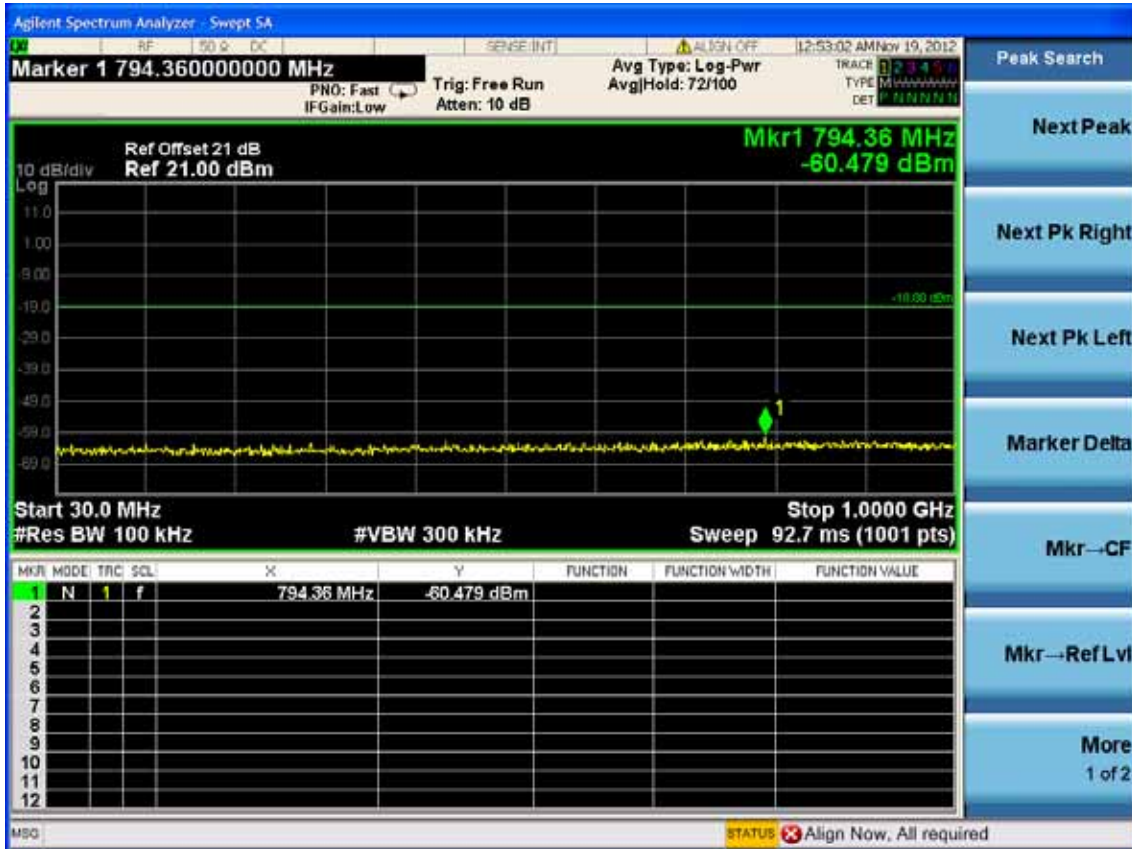 Agilent Spectrum Analyzer - Swept SA
RF 50 Ω DC SENSE:INT ALIGN OFF 12:53:02 AM Nov 19, 2012
Marker 1 794.360000000 MHz
PNO: Fast
IFGain:Low
Trig: Free Run
Atten: 10 dB
Avg Type: Log-Pwr
Avg|Hold: 72/100
TRACE 1 2 3 4 5 6
TYPE MWWWWW
DET P NNNNN
Mkr1 794.36 MHz
-60.479 dBm
Ref Offset 21 dB
10 dB/div Ref 21.00 dBm
Log
11.0
1.00
-9.00
-19.0
-29.0
-39.0
-49.0
-59.0
-69.0
1
Start 30.0 MHz Stop 1.0000 GHz
#Res BW 100 kHz #VBW 300 kHz Sweep 92.7 ms (1001 pts)
MKR MODE TRC SCL X Y FUNCTION FUNCTION WIDTH FUNCTION VALUE
1 N 1 f 794.36 MHz -60.479 dBm
2
3
4
5
6
7
8
9
10
11
12
MSG STATUS Align Now, All required
Peak Search
Next Peak
Next Pk Right
Next Pk Left
Marker Delta
Mkr→CF
Mkr→Ref Lvl
More
1 of 2